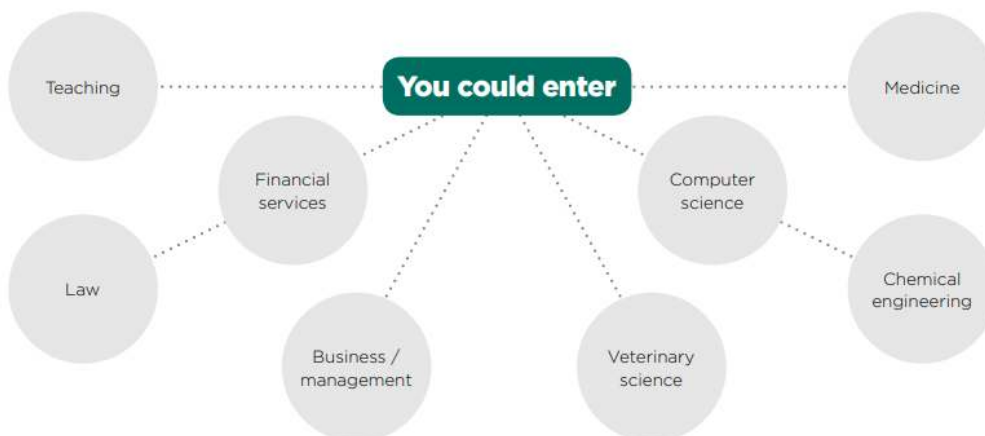 You could enter
Teaching
Medicine
Financial
services
Computer
science
Law
Chemical
engineering
Business /
management
Veterinary
science